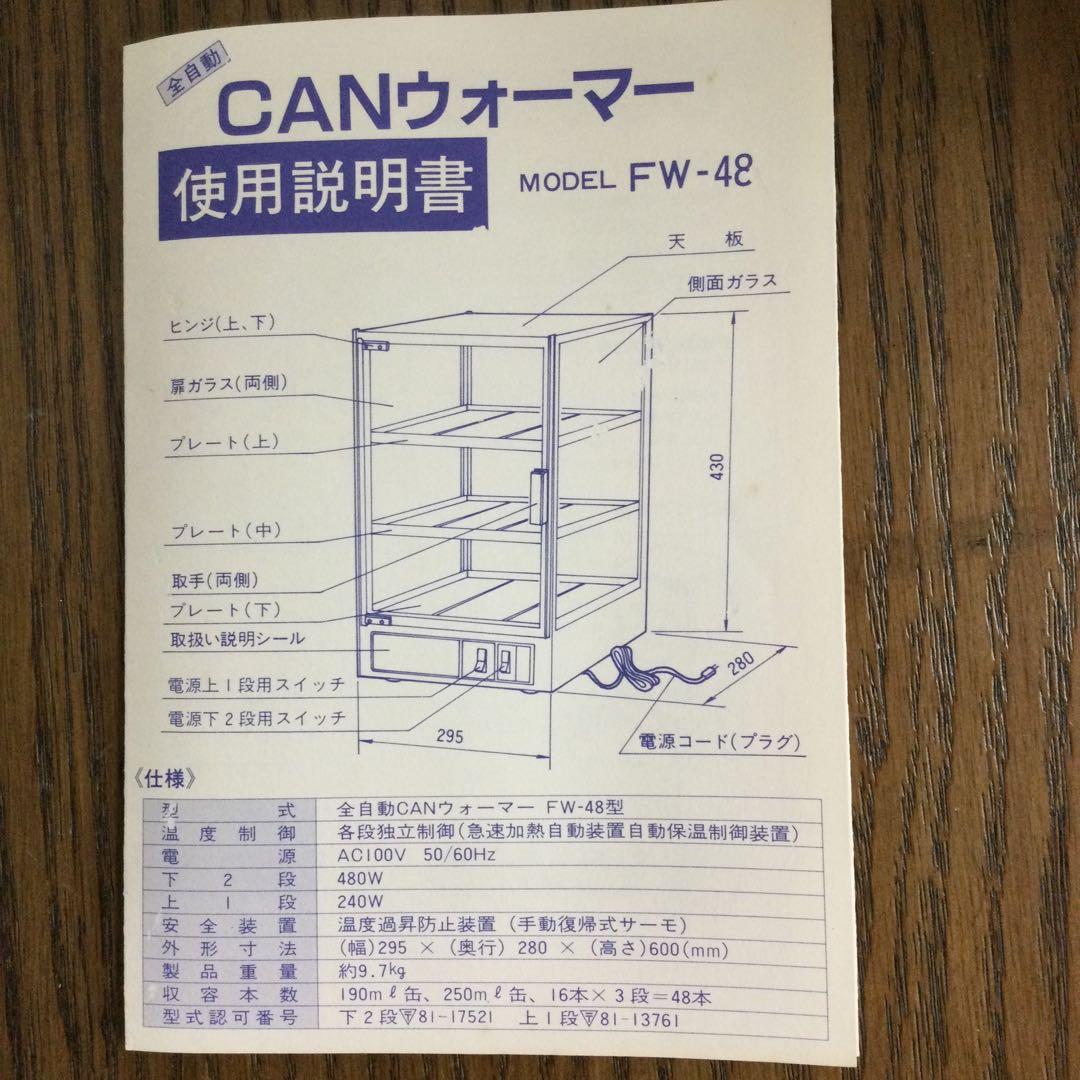 全自動
CANウォーマー
使用説明書
MODEL FW-48
天板
側面ガラス
ヒンジ(上、下)
扉ガラス(両側)
プレート(上)
430
プレート(中)
取手(両側)
プレート(下)
取扱い説明シール
280
電源上1段用スイッチ
電源下2段用スイッチ
295
電源コード(プラグ)
《仕様》
型式 全自動CANウォーマー FW-48型
温度制御 各段独立制御(急速加熱自動装置自動保温制御装置)
電源 AC100V 50/60Hz
下2段 480W
上1段 240W
安全装置 温度過昇防止装置(手動復帰式サーモ)
外形寸法 (幅)295×(奥行)280×(高さ)600(mm)
製品重量 約9.7kg
収容本数 190mℓ缶、250mℓ缶、16本×3段=48本
型式認可番号 下2段〒81-17521 上1段〒81-13761